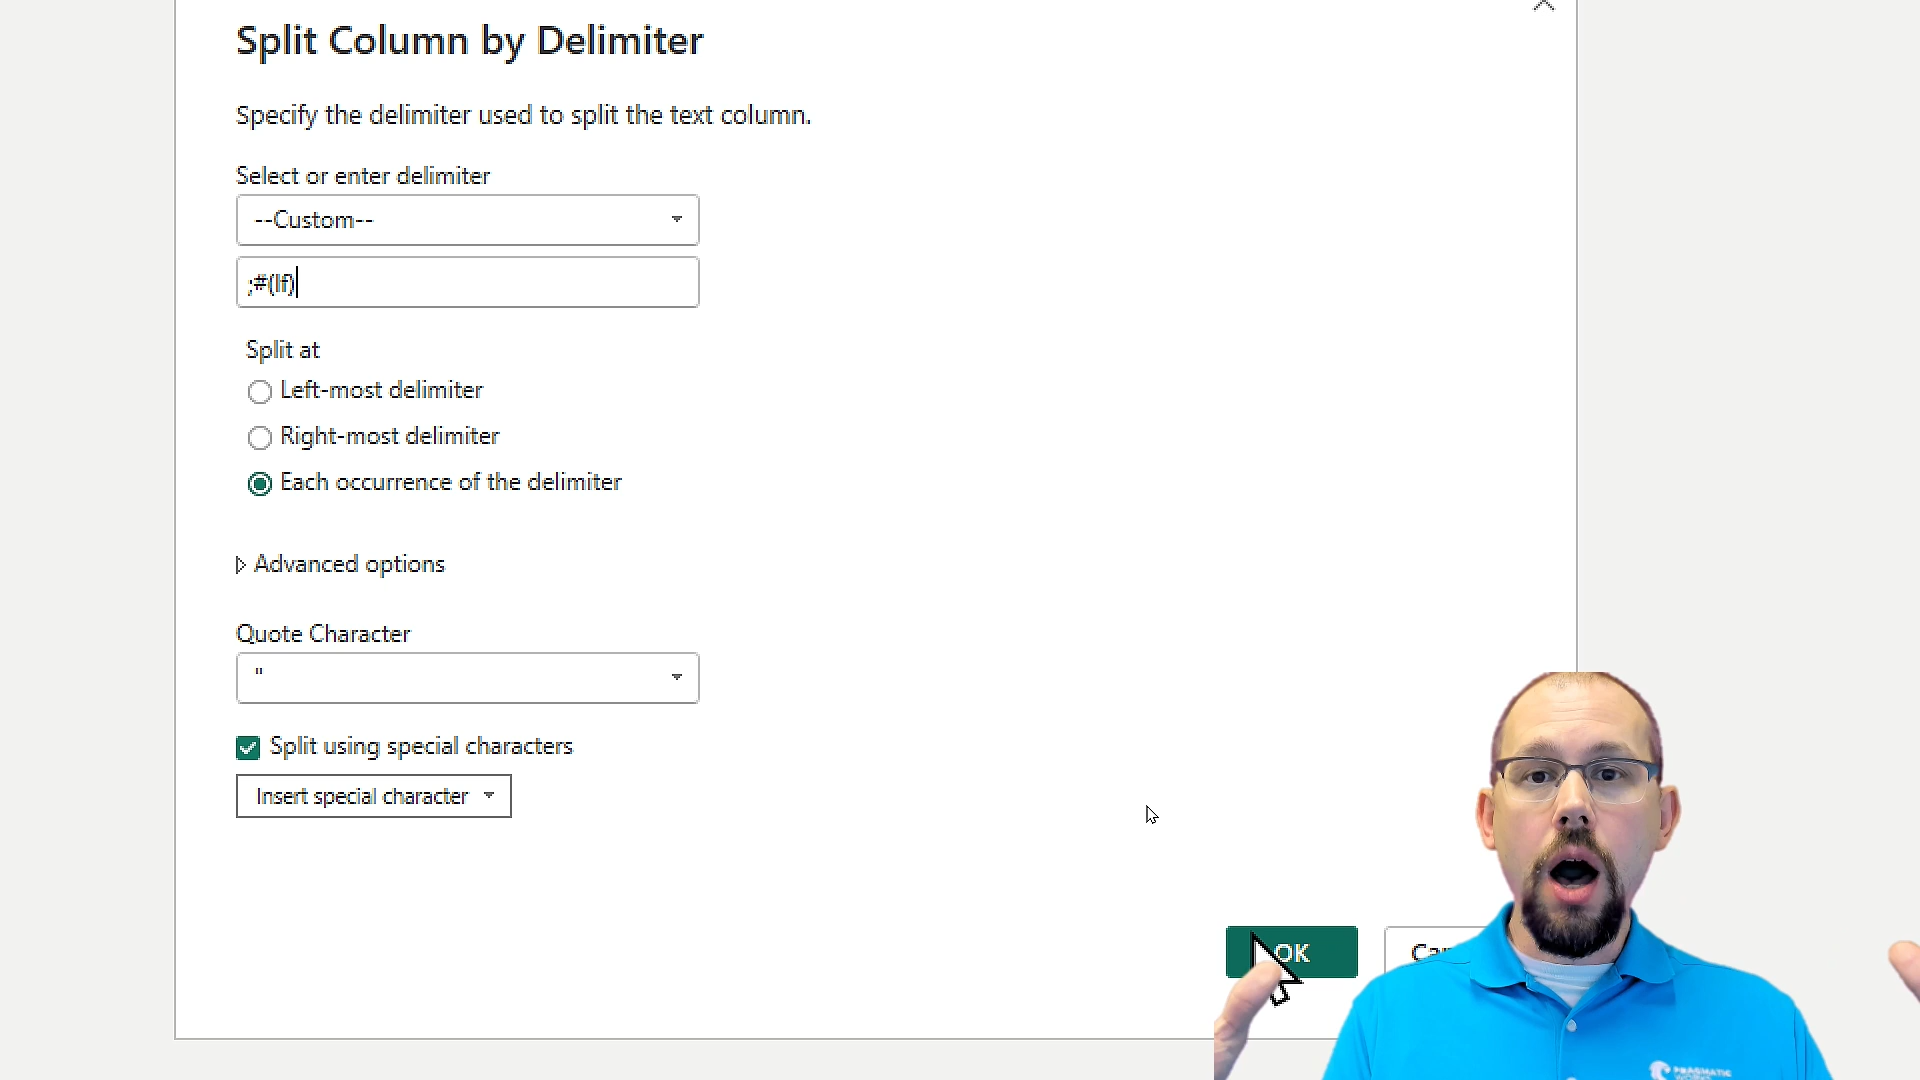 Split Column by Delimiter
Specify the delimiter used to split the text column.
Select or enter delimiter
--Custom--
;#(lf)
Split at
Left-most delimiter
Right-most delimiter
Each occurrence of the delimiter
Advanced options
Quote Character
"
Split using special characters
Insert special character
OK
PRAGMATIC
WORKS